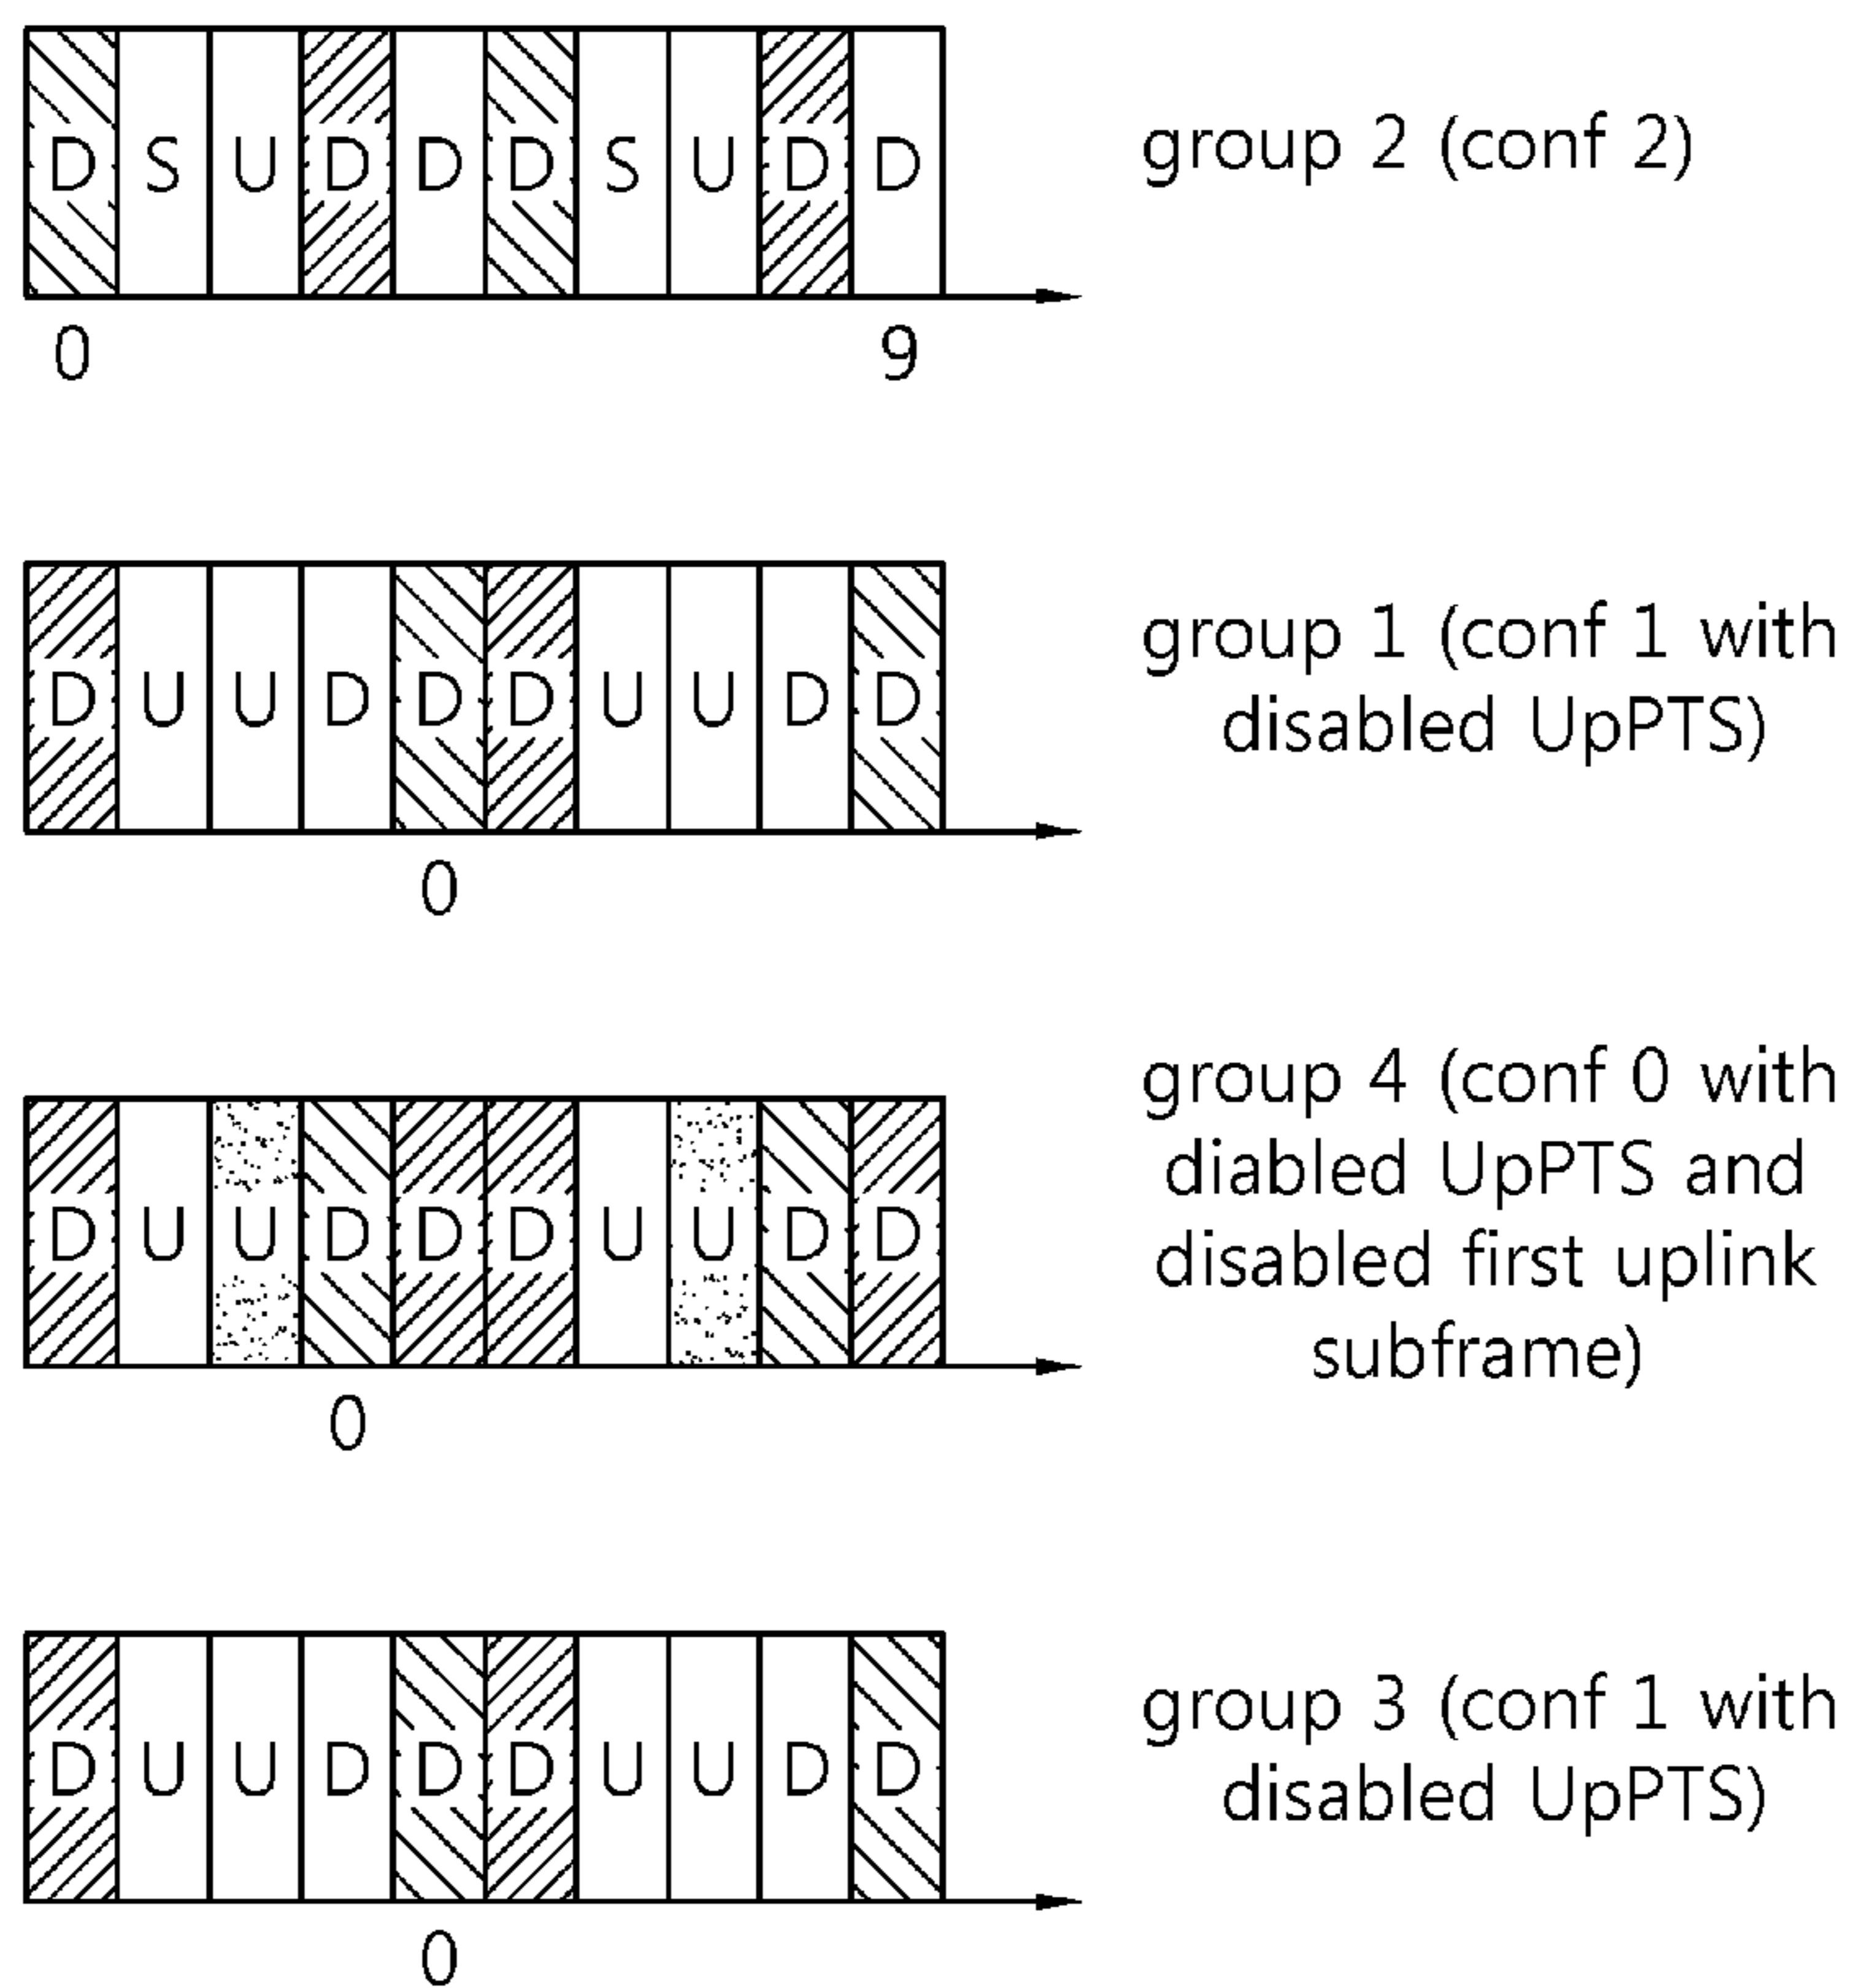 D S U D D D S U D D
group 2 (conf 2)
0 9
D U U D D D U U D D
group 1 (conf 1 with
disabled UpPTS)
0
D U U D D D U U D D
group 4 (conf 0 with
diabled UpPTS and
disabled first uplink
subframe)
0
D U U D D D U U D D
group 3 (conf 1 with
disabled UpPTS)
0